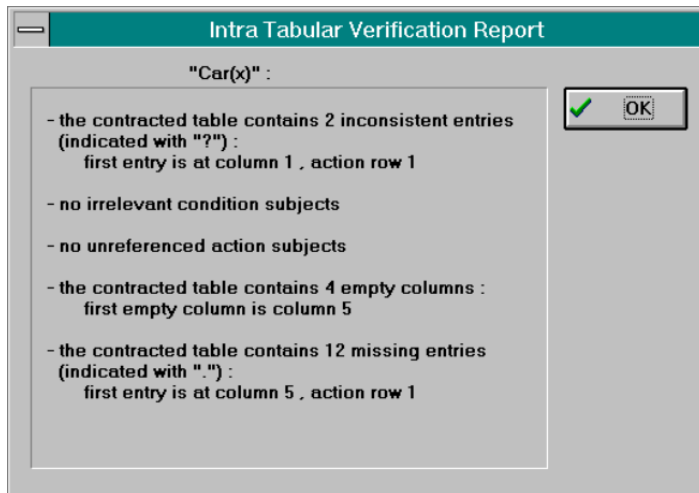 Intra Tabular Verification Report
"Car(x)" :
OK
- the contracted table contains 2 inconsistent entries
(indicated with "?") :
first entry is at column 1 , action row 1
- no irrelevant condition subjects
- no unreferenced action subjects
- the contracted table contains 4 empty columns :
first empty column is column 5
- the contracted table contains 12 missing entries
(indicated with ".") :
first entry is at column 5 , action row 1